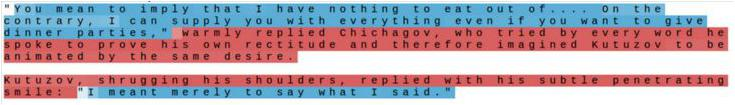 "You mean to imply that I have nothing to eat out of.... On the
contrary, I can supply you with everything even if you want to give
dinner parties," warmly replied Chichagov, who tried by every word he
spoke to prove his own rectitude and therefore imagined Kutuzov to be
animated by the same desire.
Kutuzov, shrugging his shoulders, replied with his subtle penetrating
smile: "I meant merely to say what I said."